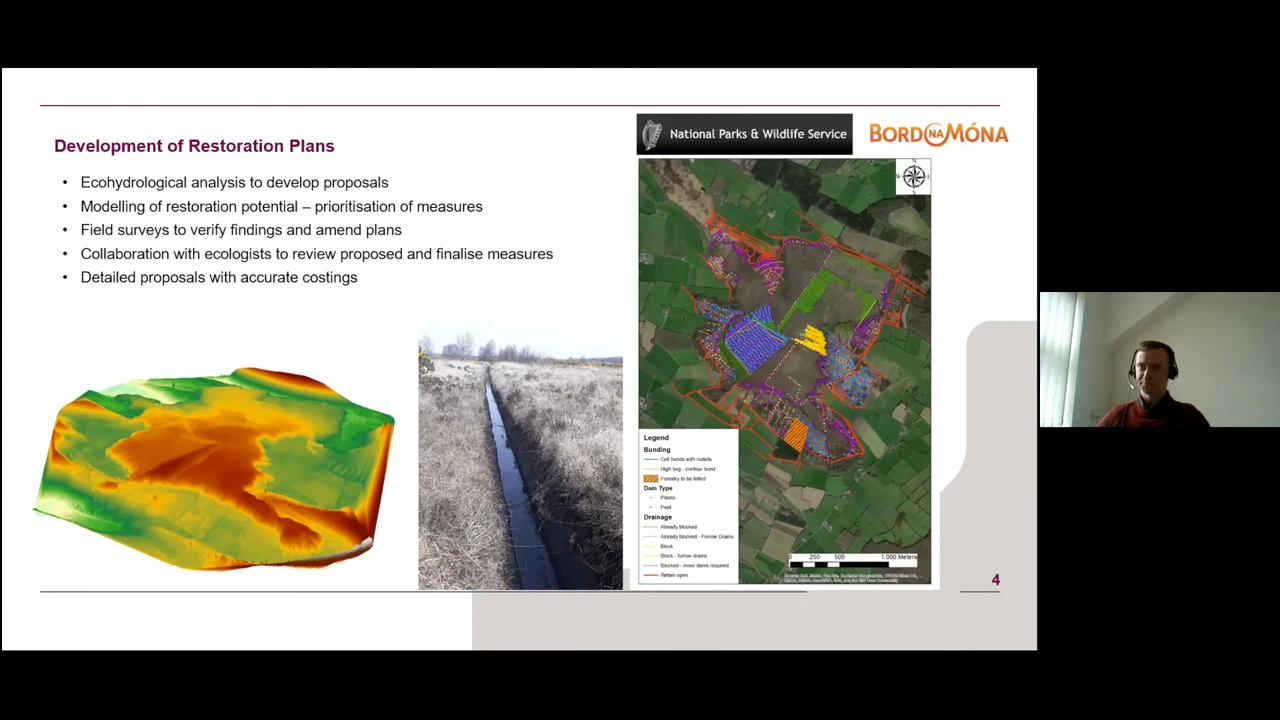 National Parks & Wildlife Service
BORD NA MÓNA
Development of Restoration Plans
• Ecohydrological analysis to develop proposals
• Modelling of restoration potential – prioritisation of measures
• Field surveys to verify findings and amend plans
• Collaboration with ecologists to review proposed and finalise measures
• Detailed proposals with accurate costings
N
W
E
S
Legend
Bunding
Cell bunds with outlets
High bog - contour bund
Forestry to be felled
Dam Type
Plastic
Peat
Drainage
Already blocked
Already blocked - Furrow Drains
Block
Block - furrow drains
Blocked - more dams required
Retain open
0 250 500 1,000 Meters
4